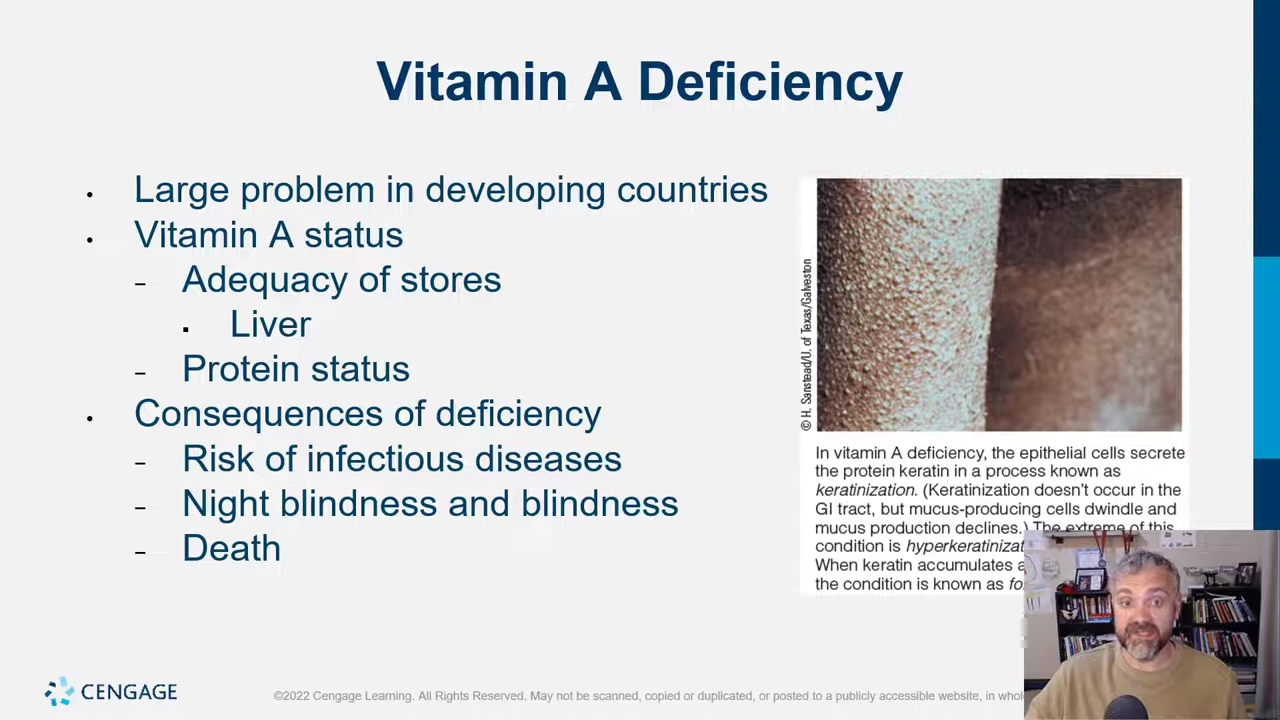 Vitamin A Deficiency
• Large problem in developing countries
• Vitamin A status
– Adequacy of stores
▪ Liver
– Protein status
• Consequences of deficiency
– Risk of infectious diseases
– Night blindness and blindness
– Death
© H. Sanstead/U. of Texas/Galveston
In vitamin A deficiency, the epithelial cells secrete
the protein keratin in a process known as
keratinization. (Keratinization doesn't occur in the
GI tract, but mucus-producing cells dwindle and
mucus production declines.) The extreme of this
condition is
When keratin accumulates
the condition is known as
CENGAGE
©2022 Cengage Learning. All Rights Reserved. May not be scanned, copied or duplicated, or posted to a publicly accessible website, in